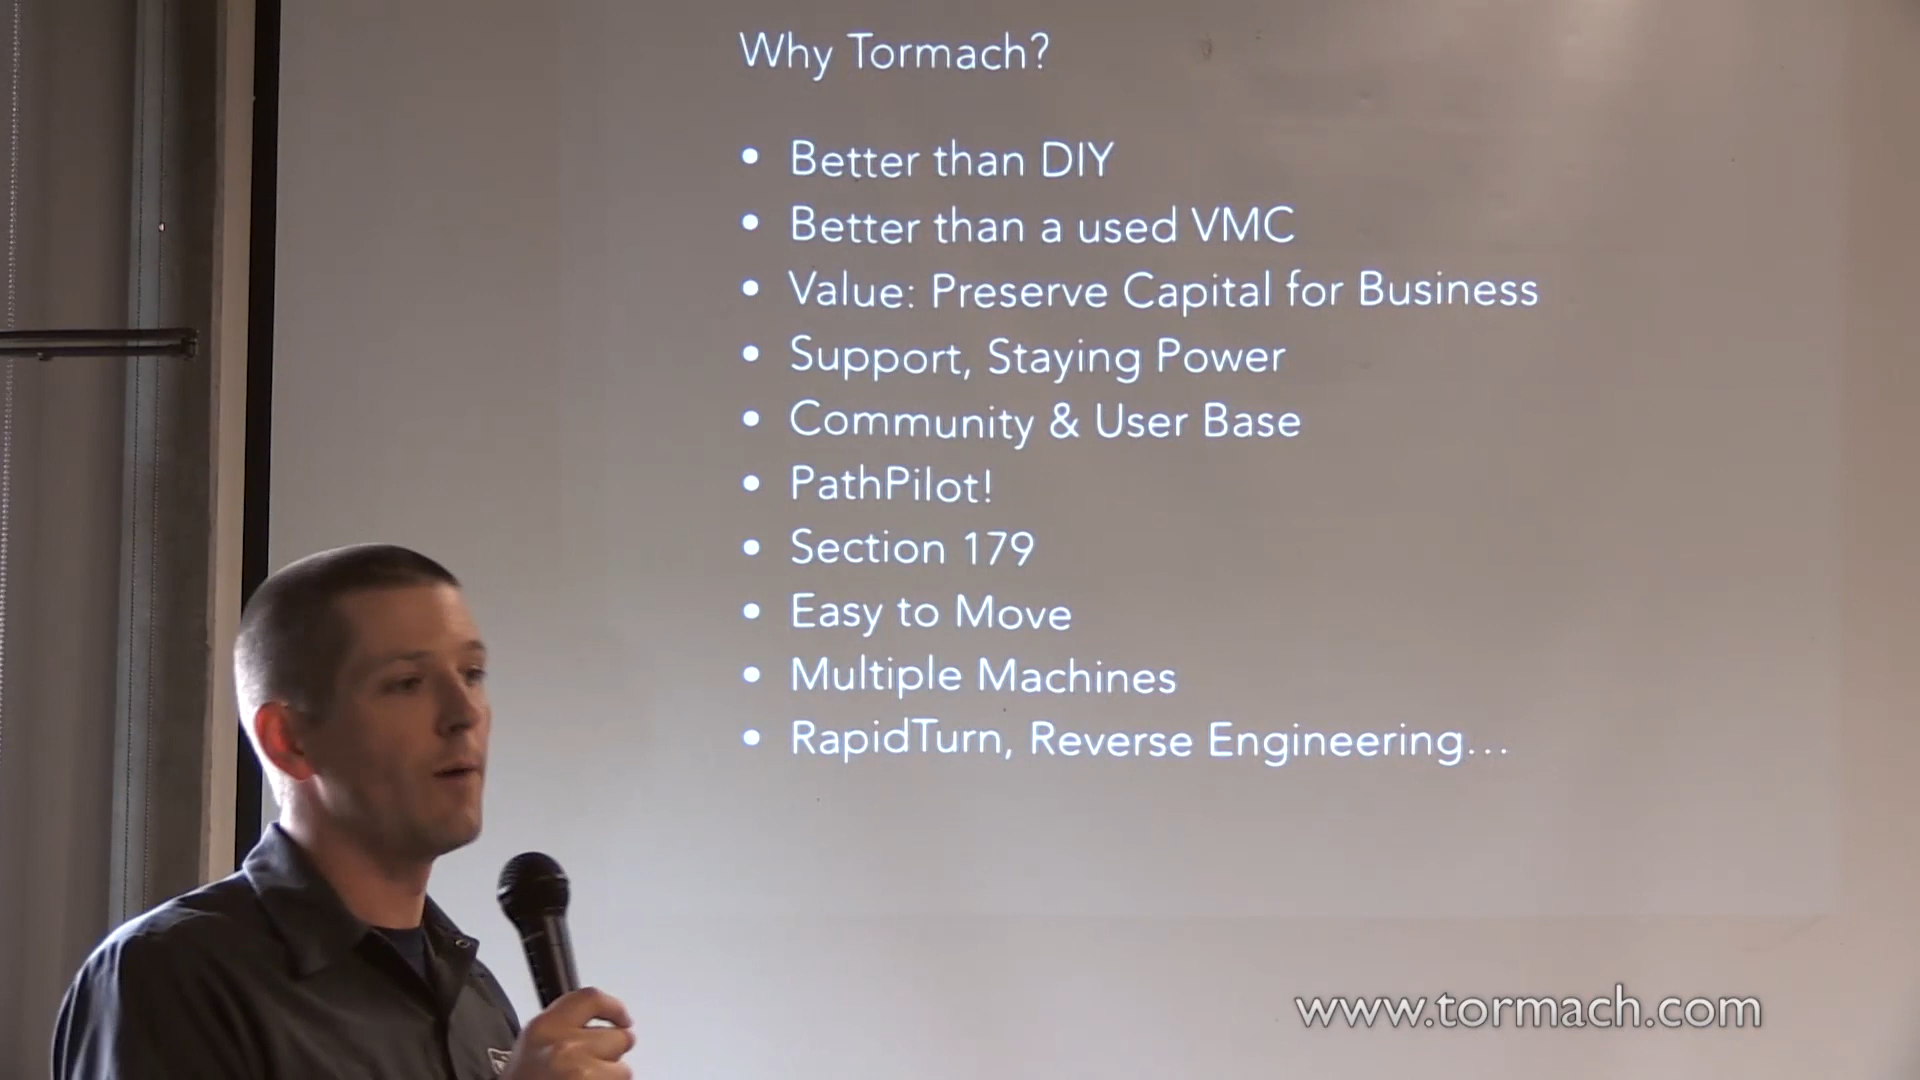 Why Tormach?
• Better than DIY
• Better than a used VMC
• Value: Preserve Capital for Business
• Support, Staying Power
• Community & User Base
• PathPilot!
• Section 179
• Easy to Move
• Multiple Machines
• RapidTurn, Reverse Engineering...
www.tormach.com